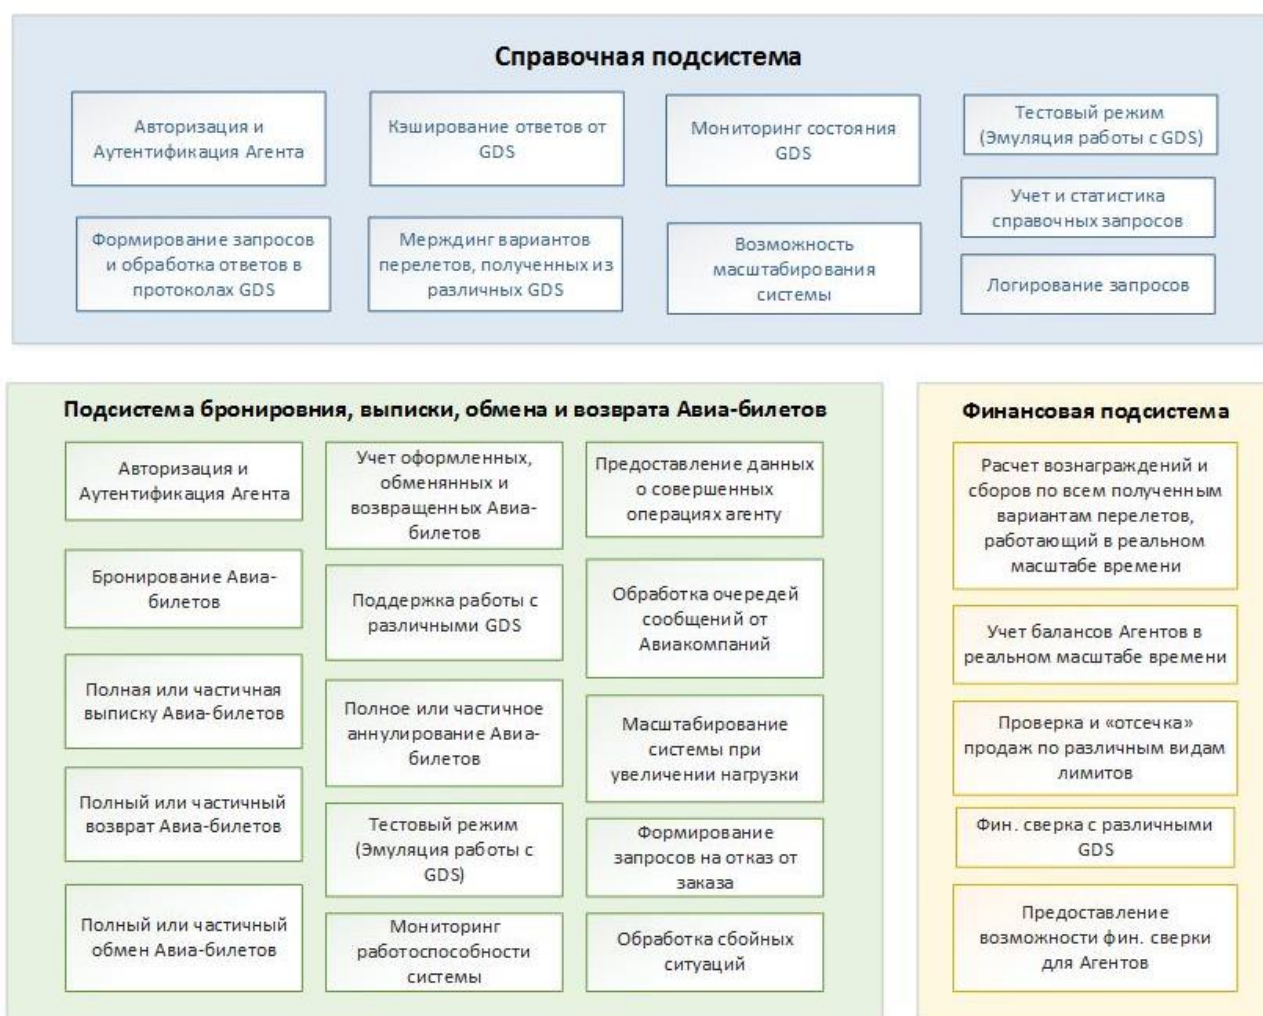 Справочная подсистема
Авторизация и
Аутентификация Агента
Кэширование ответов от
GDS
Мониторинг состояния
GDS
Тестовый режим
(Эмуляция работы с GDS)
Учет и статистика
справочных запросов
Формирование запросов
и обработка ответов в
протоколах GDS
Мерждинг вариантов
перелетов, полученных из
различных GDS
Возможность
масштабирования
системы
Логирование запросов
Подсистема бронировния, выписки, обмена и возврата Авиа-билетов
Авторизация и
Аутентификация Агента
Бронирование Авиа-
билетов
Полная или частичная
выписку Авиа-билетов
Полный или частичный
возврат Авиа-билетов
Полный или частичный
обмен Авиа-билетов
Учет оформленных,
обменянных и
возвращенных Авиа-
билетов
Поддержка работы с
различными GDS
Полное или частичное
аннулирование Авиа-
билетов
Тестовый режим
(Эмуляция работы с
GDS)
Мониторинг
работоспособности
системы
Предоставление данных
о совершенных
операциях агенту
Обработка очередей
сообщений от
Авиакомпаний
Масштабирование
системы при
увеличении нагрузки
Формирование
запросов на отказ от
заказа
Обработка сбойных
ситуаций
Финансовая подсистема
Расчет вознаграждений и
сборов по всем полученным
вариантам перелетов,
работающий в реальном
масштабе времени
Учет балансов Агентов в
реальном масштабе времени
Проверка и «отсечка»
продаж по различным видам
лимитов
Фин. сверка с различными
GDS
Предоставление
возможности фин. сверки
для Агентов